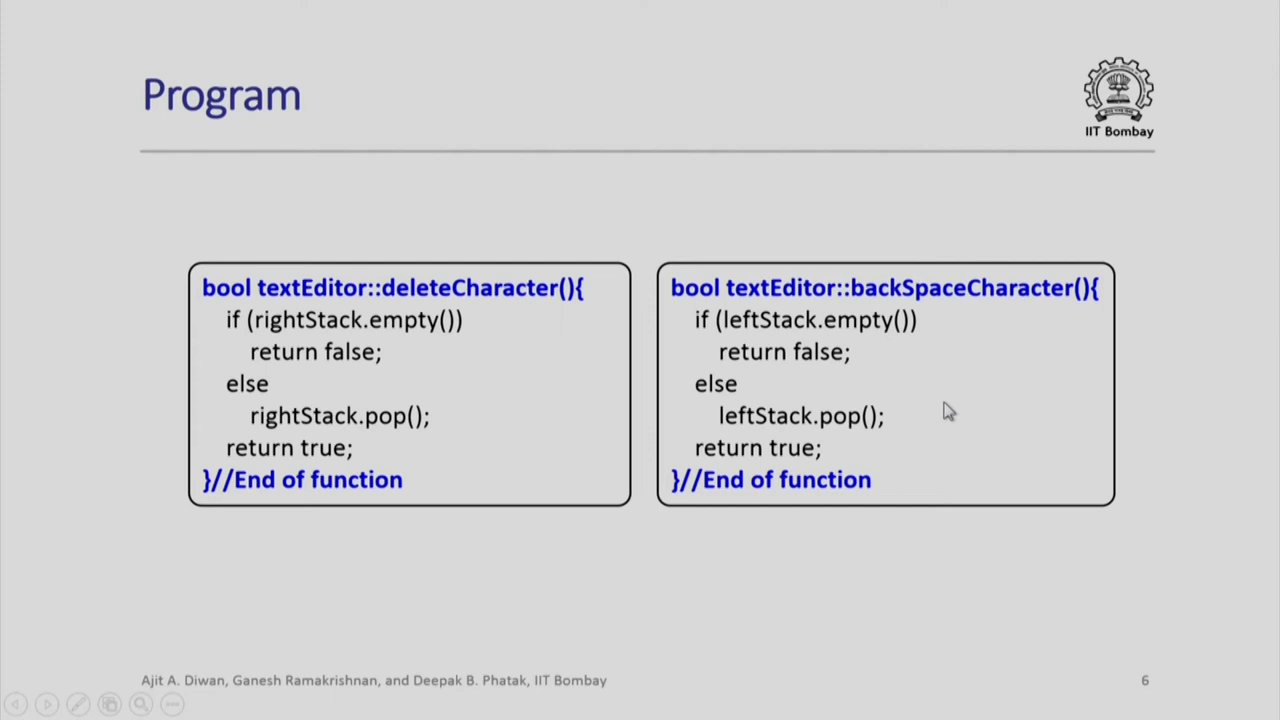 Program
IIT Bombay
bool textEditor::deleteCharacter(){
if (rightStack.empty())
return false;
else
rightStack.pop();
return true;
}//End of function
bool textEditor::backSpaceCharacter(){
if (leftStack.empty())
return false;
else
leftStack.pop();
return true;
}//End of function
Ajit A. Diwan, Ganesh Ramakrishnan, and Deepak B. Phatak, IIT Bombay
6